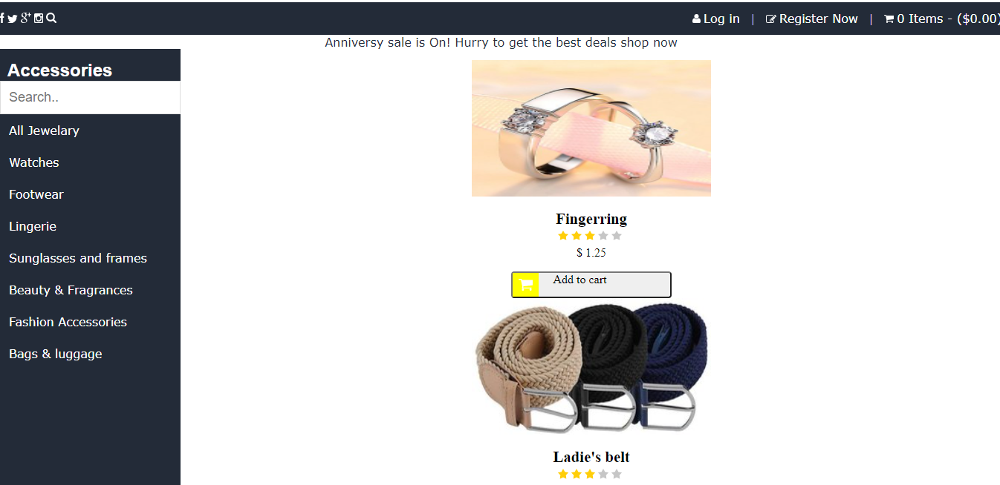 Log in | Register Now | 0 Items - ($0.00)
Anniversy sale is On! Hurry to get the best deals shop now
Accessories
Search..
All Jewelary
Watches
Footwear
Lingerie
Sunglasses and frames
Beauty & Fragrances
Fashion Accessories
Bags & luggage
Fingerring
$ 1.25
Add to cart
Ladie's belt